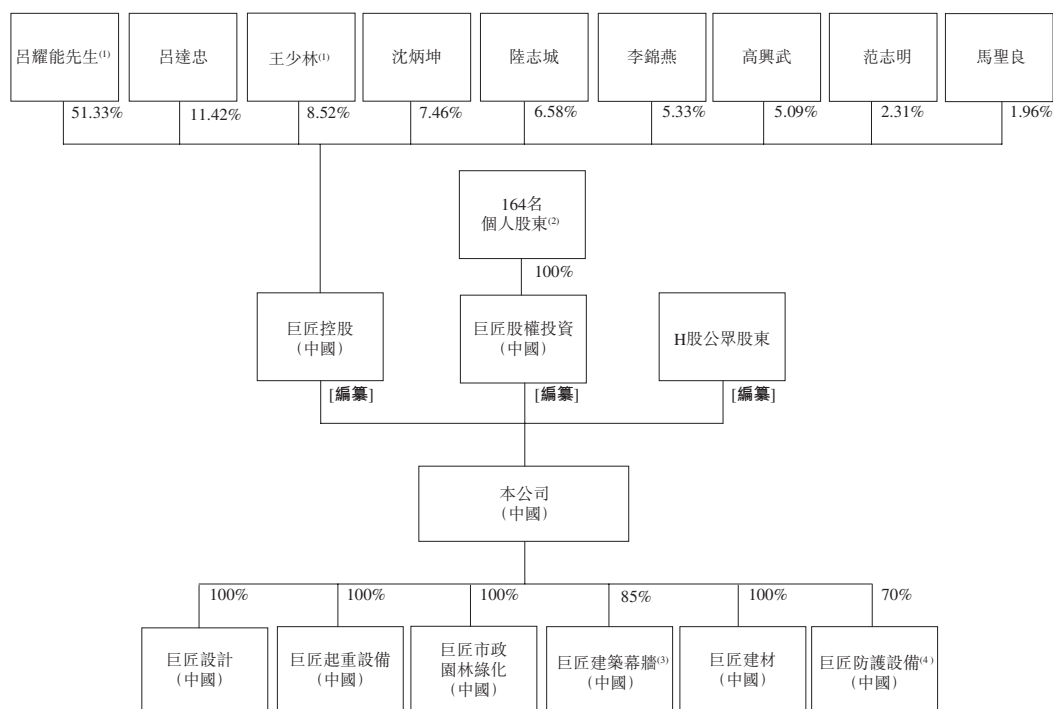 呂耀能先生(1)
呂達忠
王少林(1)
沈炳坤
陸志城
李錦燕
高興武
范志明
馬聖良
51.33%
11.42%
8.52%
7.46%
6.58%
5.33%
5.09%
2.31%
1.96%
164名
個人股東(2)
100%
巨匠控股
(中國)
巨匠股權投資
(中國)
H股公眾股東
[編纂]
[編纂]
[編纂]
本公司
(中國)
100%
100%
100%
85%
100%
70%
巨匠設計
(中國)
巨匠起重設備
(中國)
巨匠市政
園林綠化
(中國)
巨匠建築幕牆(3)
(中國)
巨匠建材
(中國)
巨匠防護設備(4)
(中國)